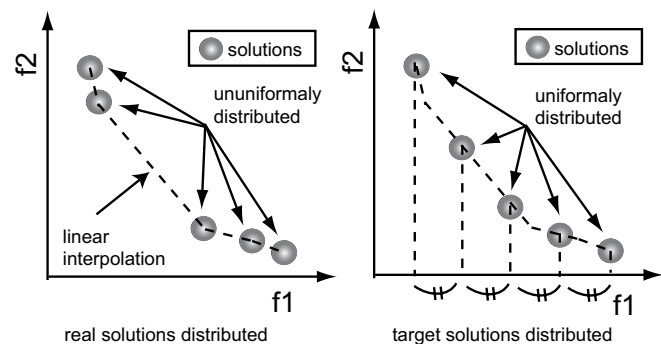 f2
solutions
ununiformaly
distributed
linear
interpolation
f1
real solutions distributed
f2
solutions
uniformaly
distributed
f1
target solutions distributed